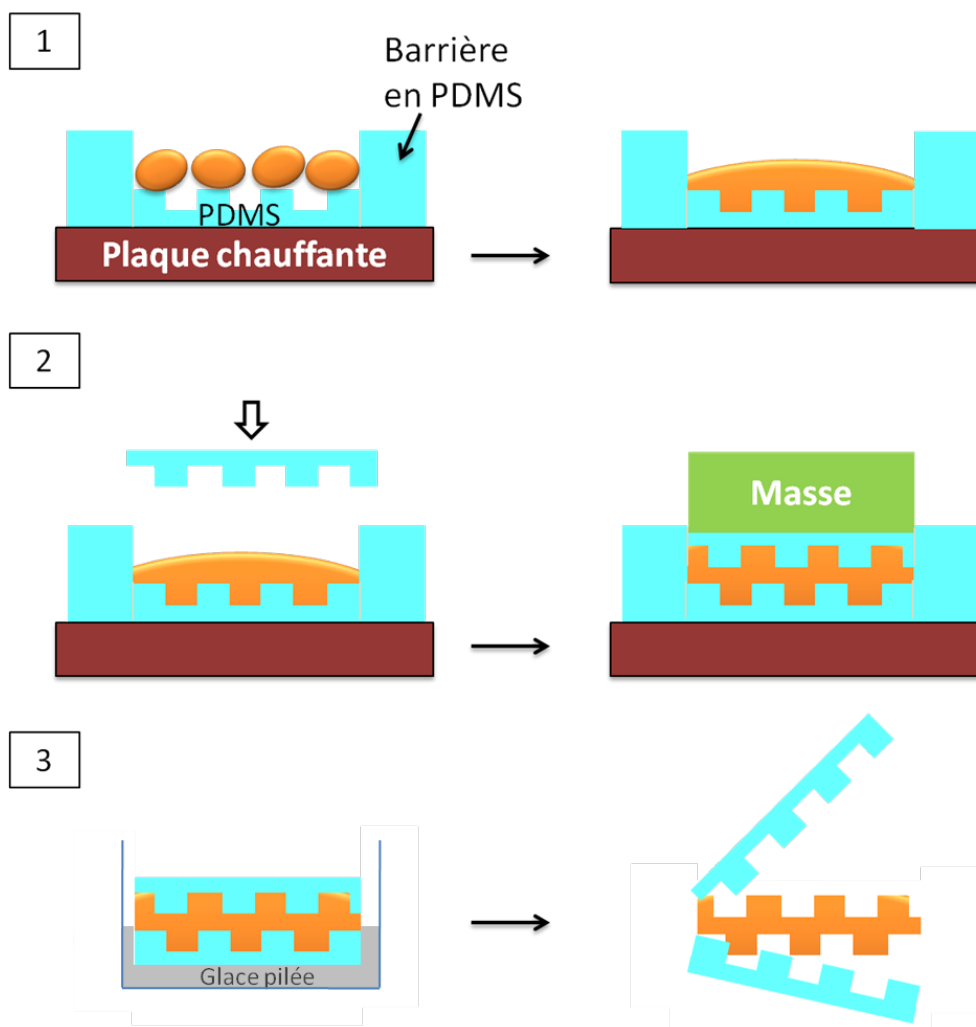 1
Barrière
en PDMS
PDMS
Plaque chauffante
2
Masse
3
Glace pilée